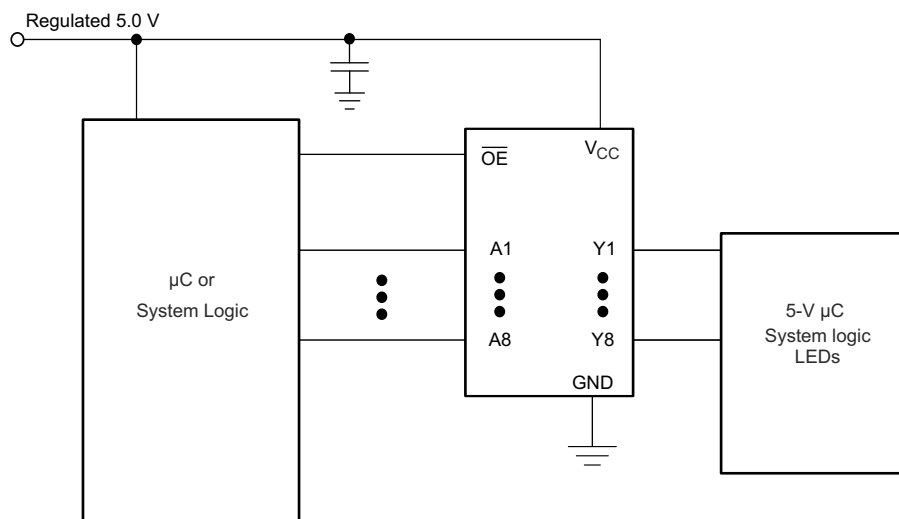 Regulated 5.0 V
OE
VCC
µC or
System Logic
A1
Y1
A8
Y8
GND
5-V µC
System logic
LEDs